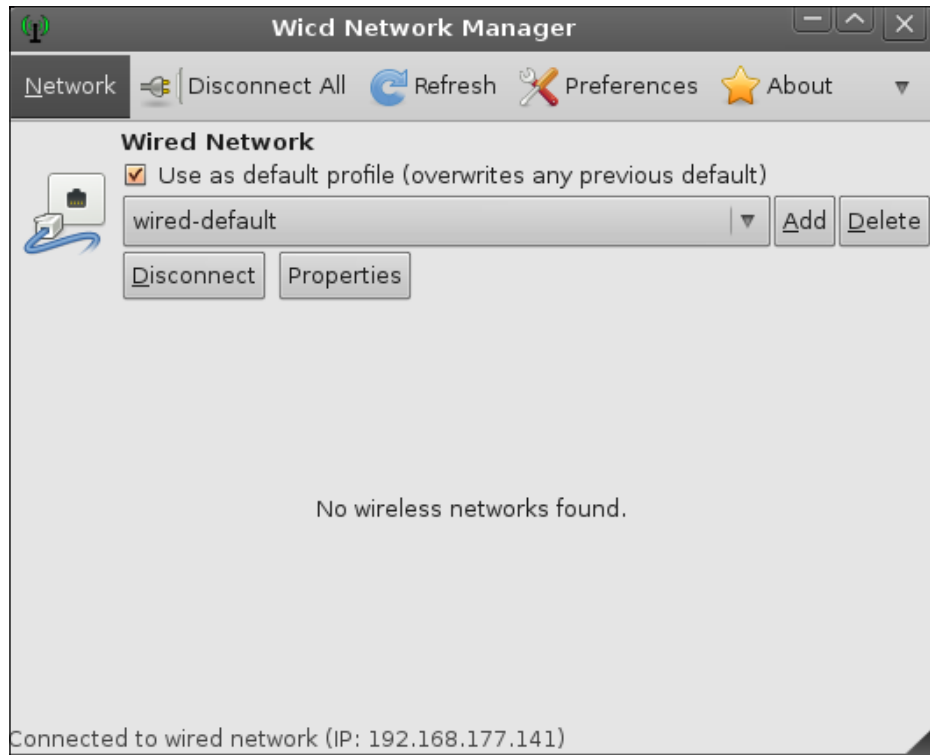 Wicd Network Manager
Network Disconnect All Refresh Preferences About
Wired Network
Use as default profile (overwrites any previous default)
wired-default Add Delete
Disconnect Properties
No wireless networks found.
Connected to wired network (IP: 192.168.177.141)